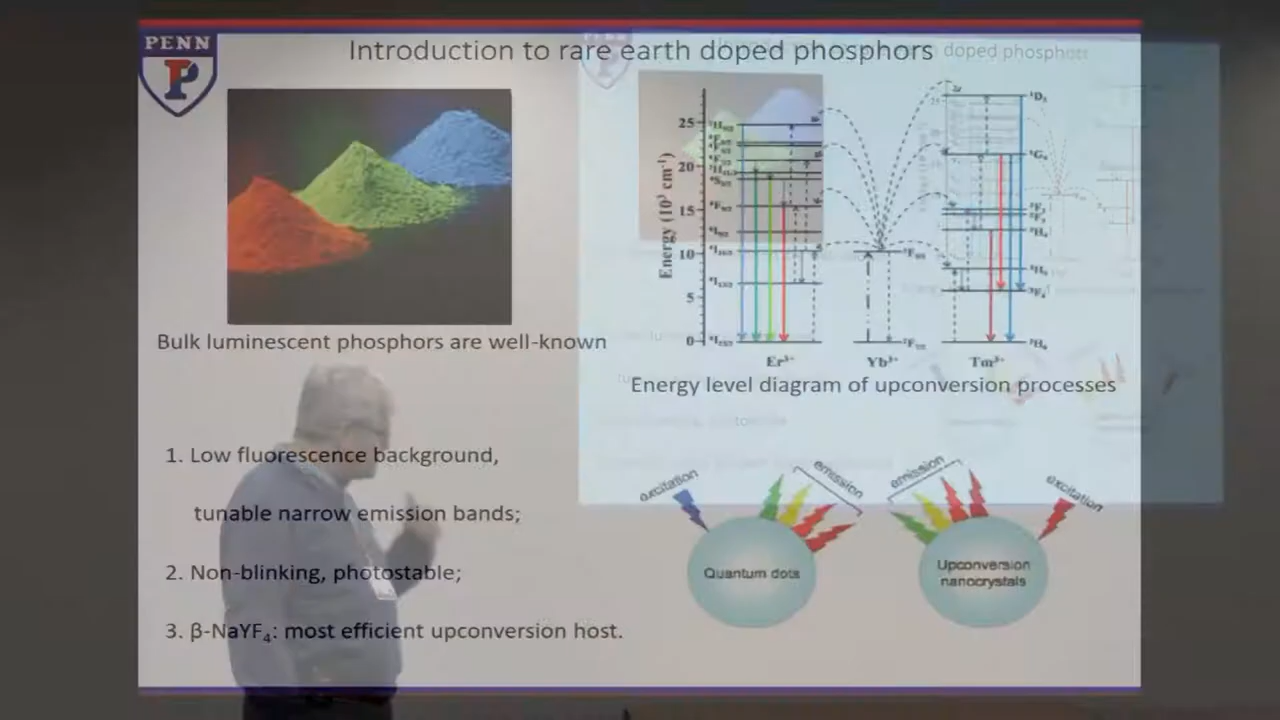 PENN
P
Introduction to rare earth doped phosphors
doped phosphors
Energy (10³ cm⁻¹)
25
20
15
10
5
0
Er³⁺
Yb³⁺
Tm³⁺
Bulk luminescent phosphors are well-known
Energy level diagram of upconversion processes
1. Low fluorescence background,
tunable narrow emission bands;
2. Non-blinking, photostable;
3. β-NaYF₄: most efficient upconversion host.
excitation
emission
Quantum dots
emission
excitation
Upconversion
nanocrystals